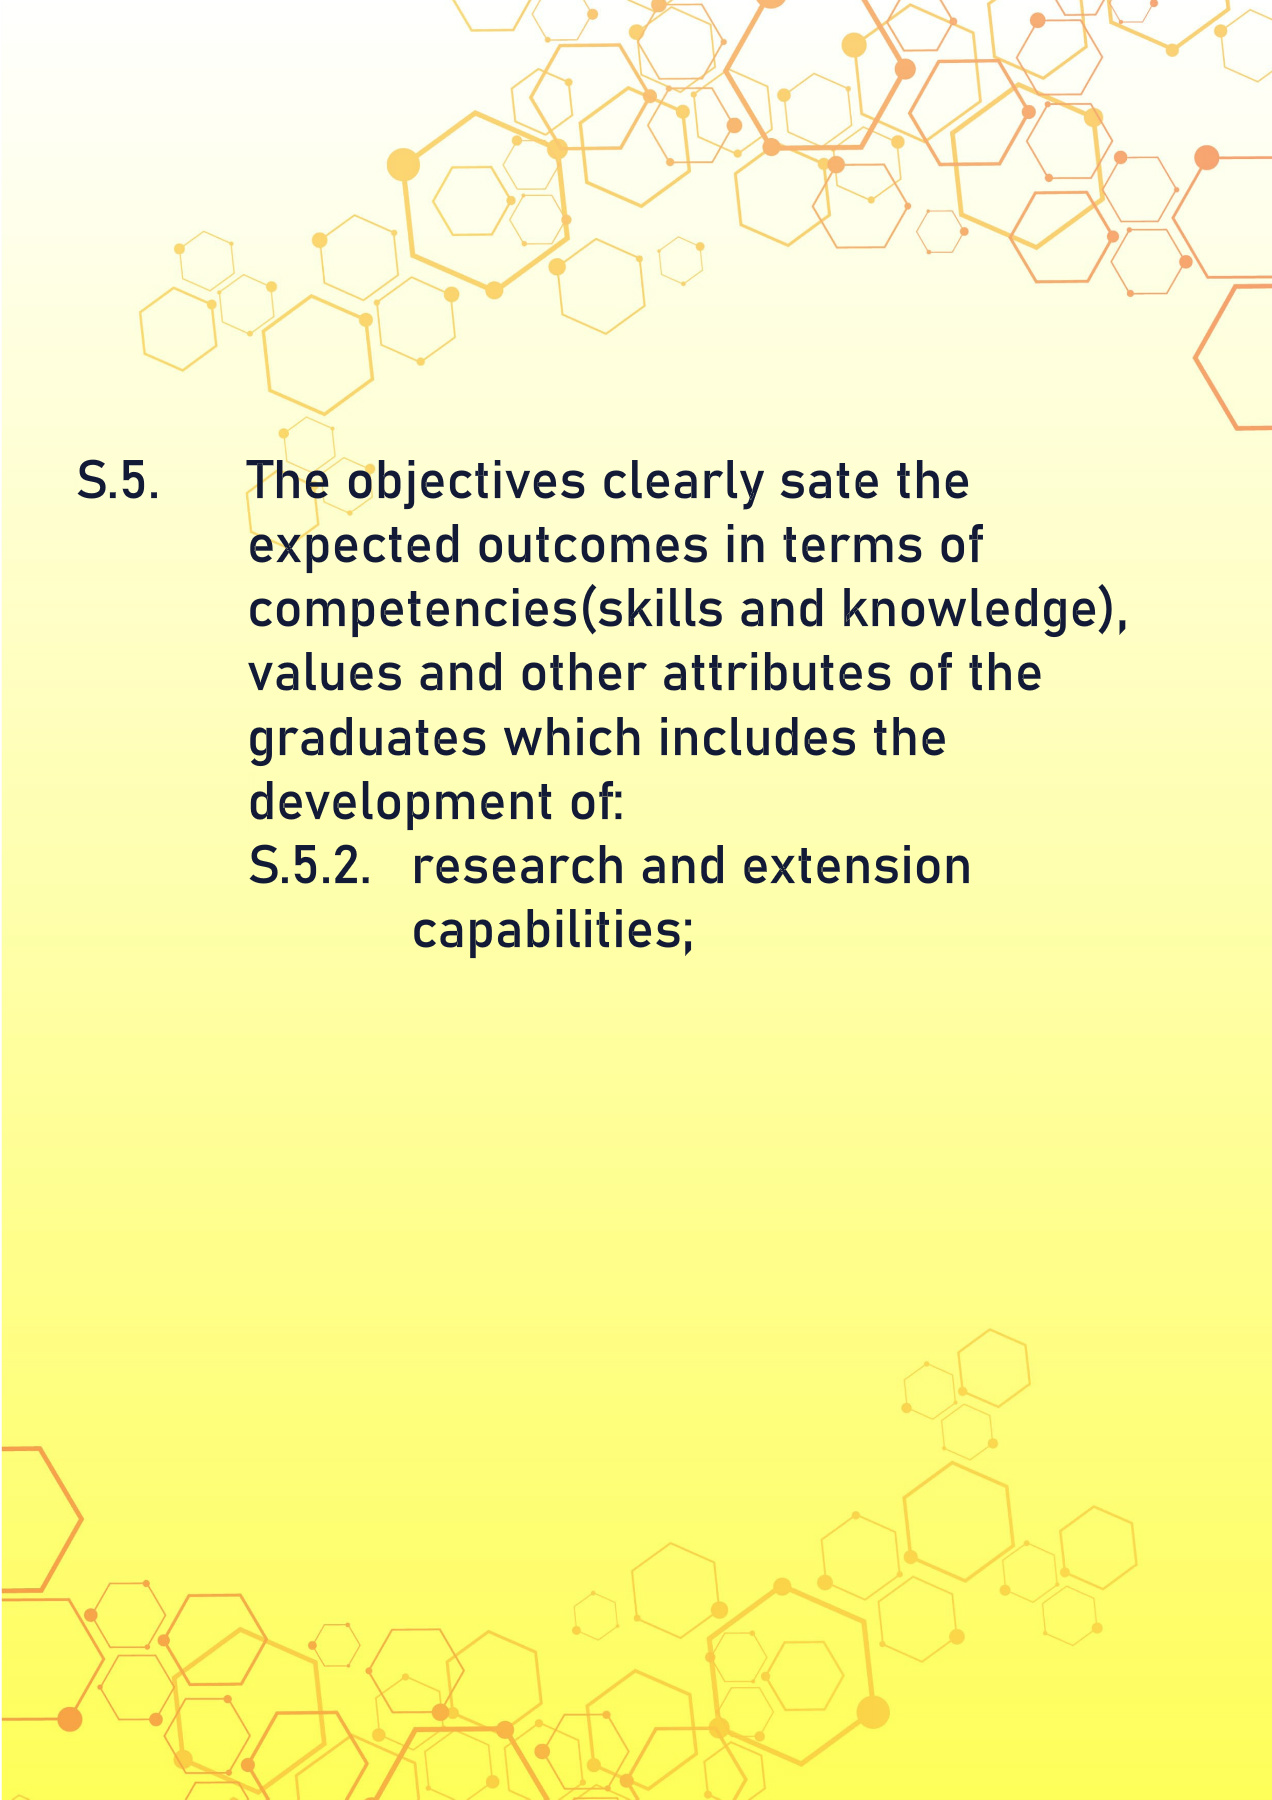 S.5. The objectives clearly sate the
expected outcomes in terms of
competencies(skills and knowledge),
values and other attributes of the
graduates which includes the
development of:
S.5.2. research and extension
capabilities;